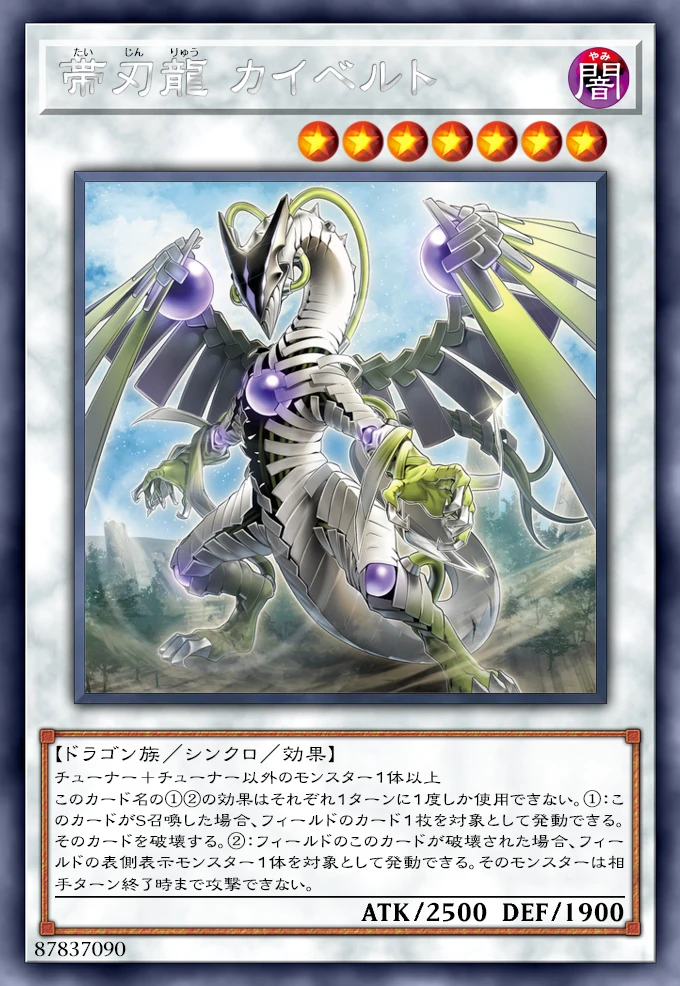 たい じん りゅう
帯刃龍 カイベルト
やみ
闇
【ドラゴン族／シンクロ／効果】
チューナー＋チューナー以外のモンスター１体以上
このカード名の①②の効果はそれぞれ１ターンに１度しか使用できない。①：こ
のカードがS召喚した場合、フィールドのカード１枚を対象として発動できる。
そのカードを破壊する。②：フィールドのこのカードが破壊された場合、フィー
ルドの表側表示モンスター１体を対象として発動できる。そのモンスターは相
手ターン終了時まで攻撃できない。
ATK/2500 DEF/1900
87837090